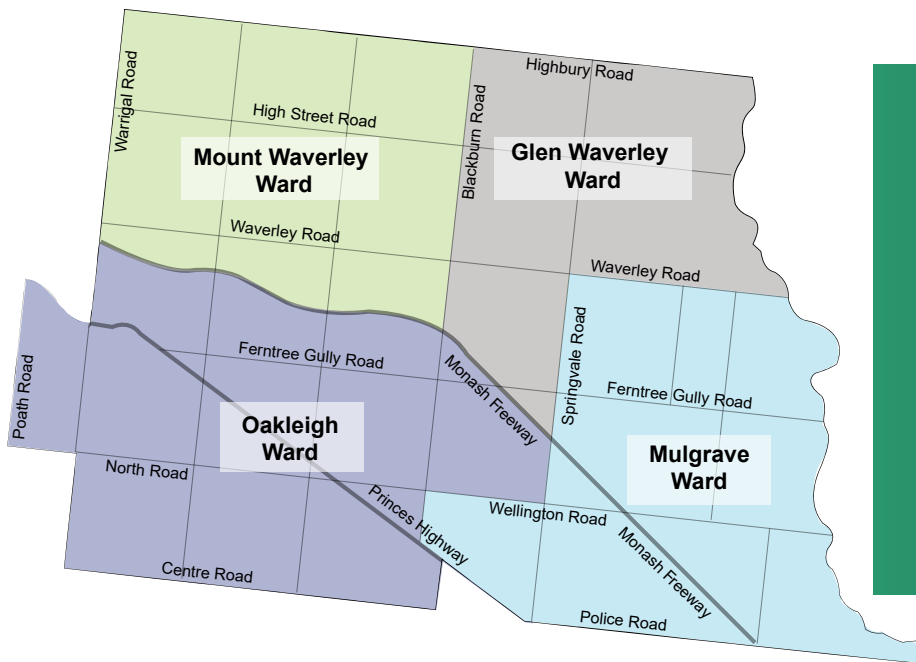 Highbury Road
Warrigal Road
High Street Road
Blackburn Road
Mount Waverley
Ward
Glen Waverley
Ward
Waverley Road
Waverley Road
Poath Road
Ferntree Gully Road
Monash Freeway
Springvale Road
Ferntree Gully Road
Oakleigh
Ward
Mulgrave
Ward
North Road
Princes Highway
Wellington Road
Monash Freeway
Centre Road
Police Road